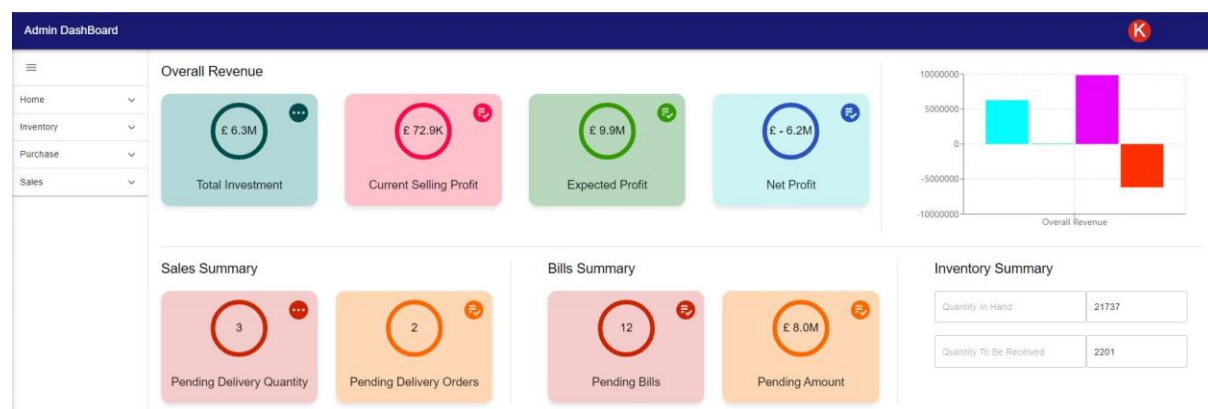 Admin DashBoard
K
Home
Inventory
Purchase
Sales
Overall Revenue
£ 6.3M
Total Investment
£ 72.9K
Current Selling Profit
£ 9.9M
Expected Profit
£ - 6.2M
Net Profit
10000000
5000000
0
-5000000
-10000000
Overall Revenue
Sales Summary
3
Pending Delivery Quantity
2
Pending Delivery Orders
Bills Summary
12
Pending Bills
£ 8.0M
Pending Amount
Inventory Summary
Quantity In Hand 21737
Quantity To Be Received 2201